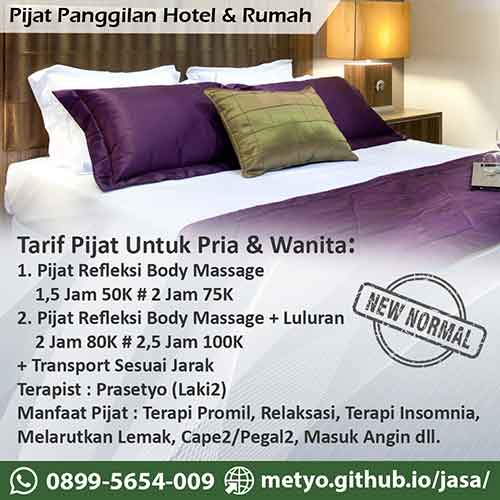 Pijat Panggilan Hotel & Rumah
Tarif Pijat Untuk Pria & Wanita:
1. Pijat Refleksi Body Massage
1,5 Jam 50K # 2 Jam 75K
2. Pijat Refleksi Body Massage + Luluran
2 Jam 80K # 2,5 Jam 100K
+ Transport Sesuai Jarak
Terapist : Prasetyo (Laki2)
Manfaat Pijat : Terapi Promil, Relaksasi, Terapi Insomnia,
Melarutkan Lemak, Cape2/Pegal2, Masuk Angin dll.
NEW NORMAL
0899-5654-009 metyo.github.io/jasa/